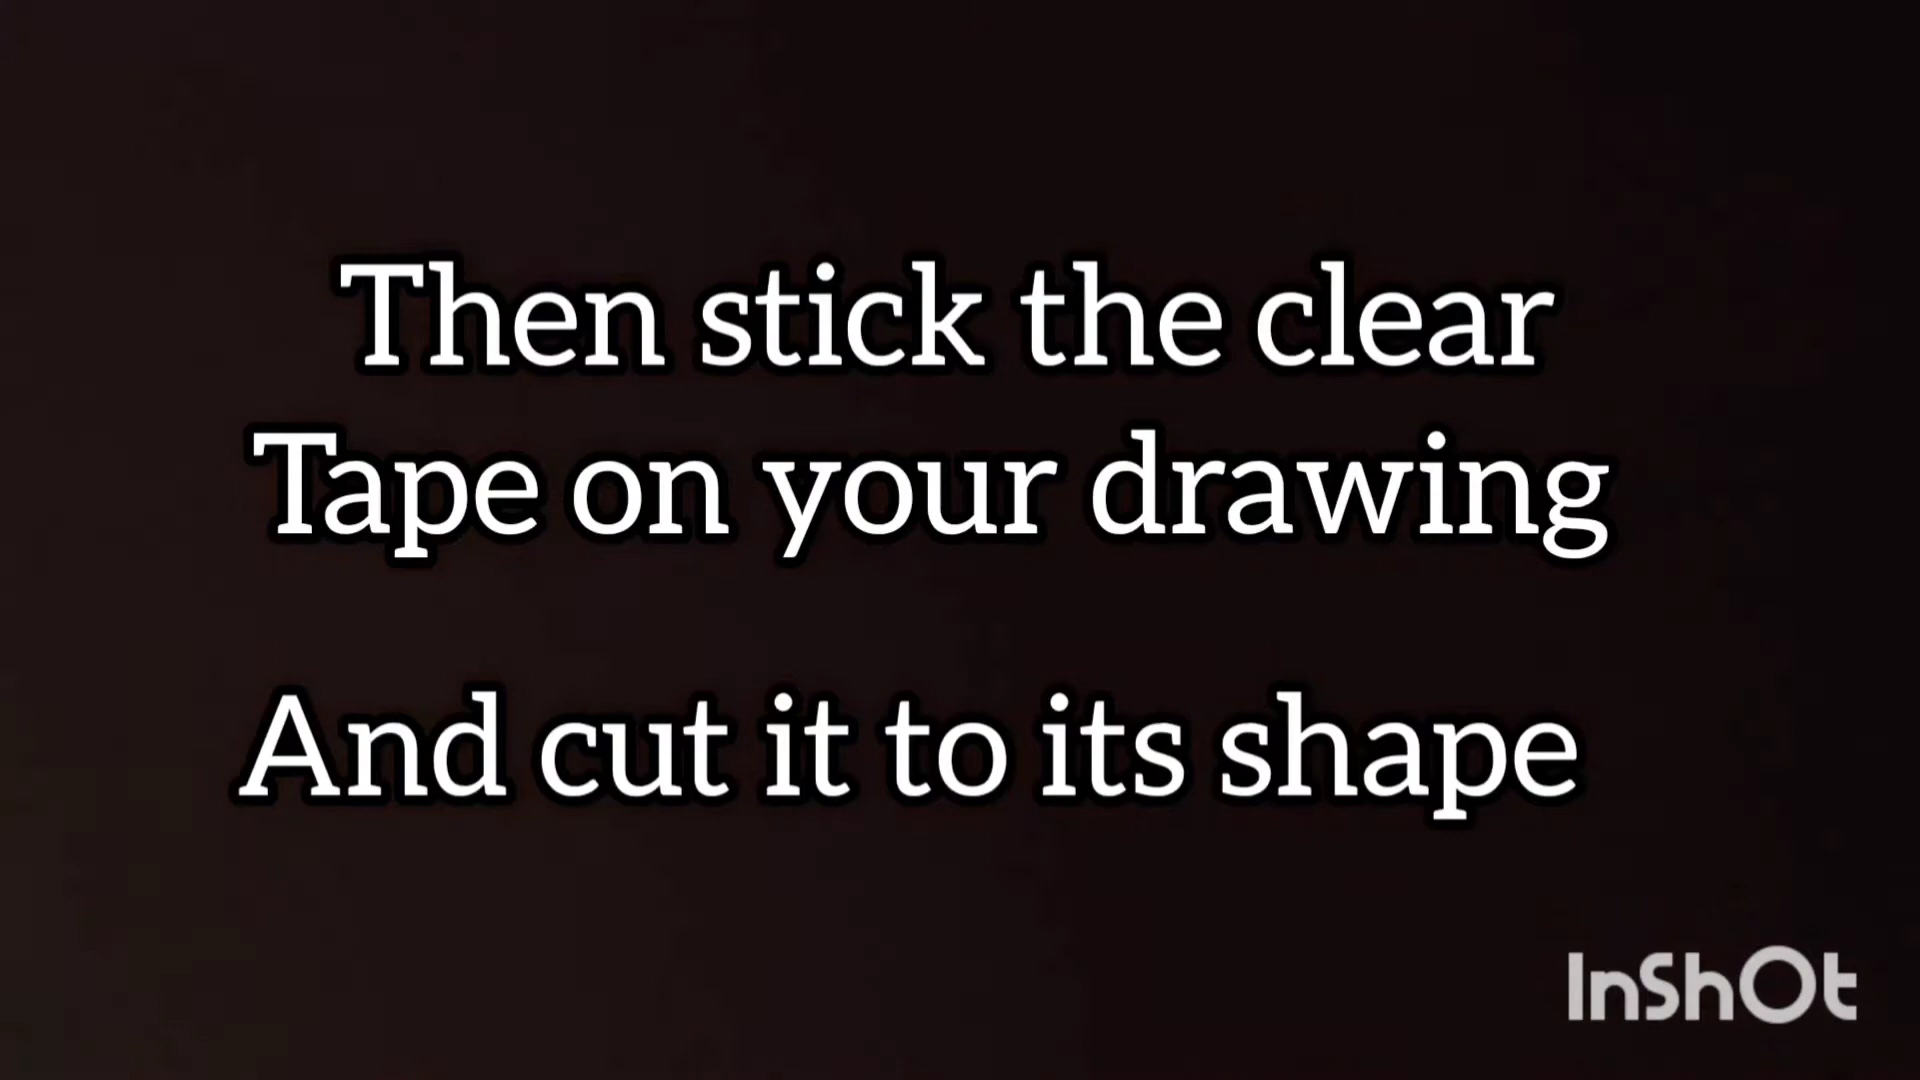 Then stick the clear
Tape on your drawing
And cut it to its shape
InShOt